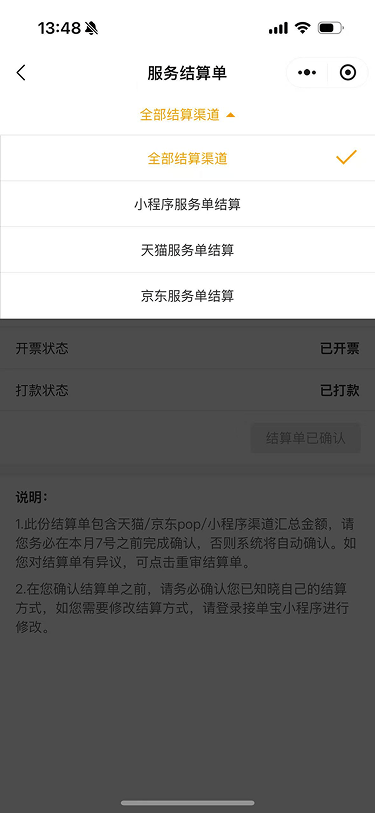 13:48
服务结算单
全部结算渠道
全部结算渠道
小程序服务单结算
天猫服务单结算
京东服务单结算
开票状态 已开票
打款状态 已打款
结算单已确认
说明：
1.此份结算单包含天猫/京东pop/小程序渠道汇总金额，请
您务必在本月7号之前完成确认，否则系统将自动确认。如
您对结算单有异议，可点击重审结算单。
2.在您确认结算单之前，请务必确认您已知晓自己的结算
方式，如您需要修改结算方式，请登录接单宝小程序进行
修改。